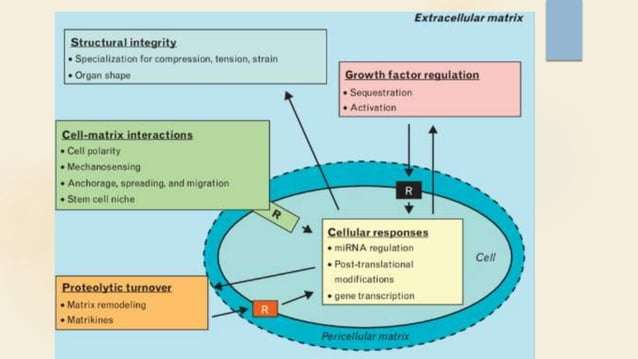 Extracellular matrix
Structural integrity
• Specialization for compression, tension, strain
• Organ shape
Growth factor regulation
• Sequestration
• Activation
Cell-matrix interactions
• Cell polarity
• Mechanosensing
• Anchorage, spreading, and migration
• Stem cell niche
R
R
Cellular responses
• miRNA regulation
• Post-translational
modifications
• gene transcription
Cell
Proteolytic turnover
• Matrix remodeling
• Matrikines
R
Pericellular matrix